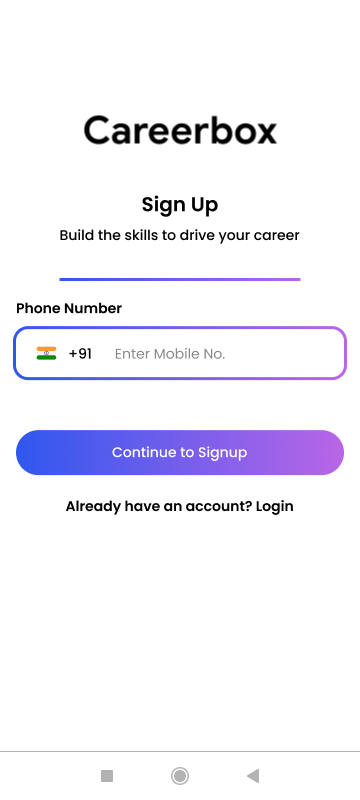 Careerbox
Sign Up
Build the skills to drive your career
Phone Number
+91 Enter Mobile No.
Continue to Signup
Already have an account? Login